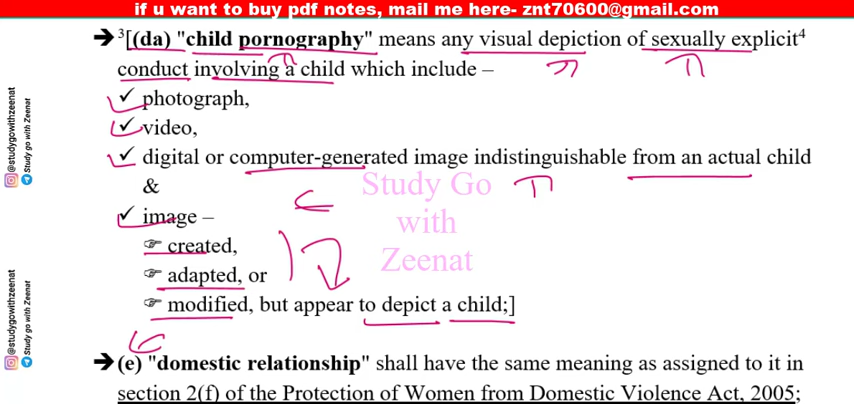 if u want to buy pdf notes, mail me here- znt70600@gmail.com
➔ ³[(da) "child pornography" means any visual depiction of sexually explicit⁴
conduct involving a child which include –
✓ photograph,
✓ video,
✓ digital or computer-generated image indistinguishable from an actual child
&
✓ image –
☞ created,
☞ adapted, or
☞ modified, but appear to depict a child;]
➔ (e) "domestic relationship" shall have the same meaning as assigned to it in
section 2(f) of the Protection of Women from Domestic Violence Act, 2005;
Study Go
with
Zeenat
@studygowithzeenat
Study go with Zeenat
@studygowithzeenat
Study go with Zeenat